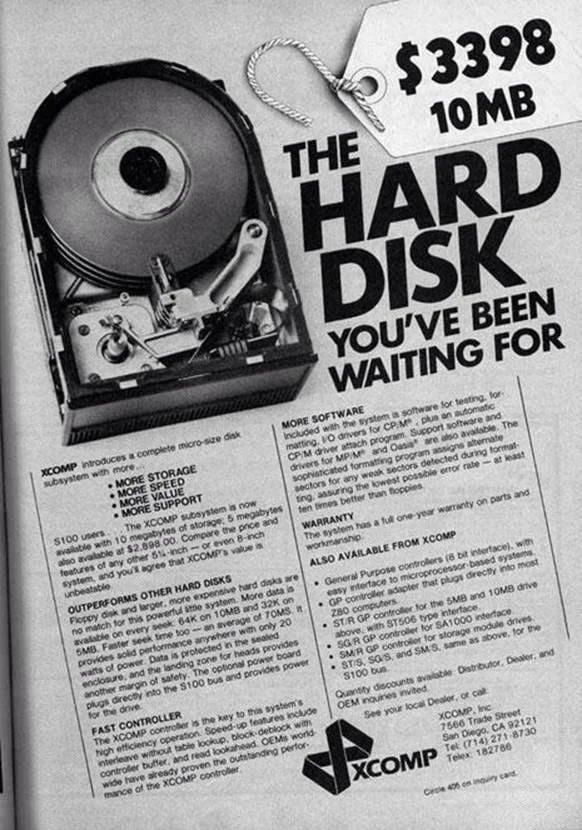 $3398
10MB
THE
HARD
DISK
YOU'VE BEEN
WAITING FOR
XCOMP introduces a complete micro-size disk
subsystem with more...
• MORE STORAGE
• MORE SPEED
• MORE VALUE
• MORE SUPPORT
S100 users... The XCOMP subsystem is now
available with 10 megabytes of storage; 5 megabytes
also available at $2,898.00. Compare the price and
features of any other 5¼-inch — or even 8-inch
system, and you'll agree that XCOMP's value is
unbeatable.
OUTPERFORMS OTHER HARD DISKS
Floppy disk and larger, more expensive hard disks are
no match for this powerful little system. More data is
available on every seek: 64K on 10MB and 32K on
5MB. Faster seek time too — an average of 70MS. It
provides solid performance anywhere with only 20
watts of power. Data is protected in the sealed
enclosure, and the landing zone for heads provides
another margin of safety. The optional power board
plugs directly into the S100 bus and provides power
for the drive.
FAST CONTROLLER
The XCOMP controller is the key to this system's
high efficiency operation. Speed-up features include
interleave without table lookup, block-deblock with
controller buffer, and read lookahead. OEMs world-
wide have already proven the outstanding perfor-
mance of the XCOMP controller.
MORE SOFTWARE
Included with the system is software for testing, for-
matting, I/O drivers for CP/M®, plus an automatic
CP/M driver attach program. Support software and
drivers for MP/M® and Oasis® are also available. The
sophisticated formatting program assigns alternate
sectors for any weak sectors detected during format-
ting, assuring the lowest possible error rate — at least
ten times better than floppies.
WARRANTY
The system has a full one-year warranty on parts and
workmanship.
ALSO AVAILABLE FROM XCOMP
• General Purpose controllers (8 bit interface), with
easy interface to microprocessor-based systems.
• GP controller adapter that plugs directly into most
Z80 computers.
• ST/R GP controller for the 5MB and 10MB drive
above, with ST506 type interface.
• SG/R GP controller for SA1000 interface.
• SM/R GP controller for storage module drives.
• ST/S, SG/S, and SM/S, same as above, for the
S100 bus.
Quantity discounts available. Distributor, Dealer, and
OEM inquiries invited.
See your local Dealer, or call:
XCOMP, Inc.
7566 Trade Street
San Diego, CA 92121
Tel: (714) 271-8730
Telex: 182786
XCOMP
Circle 406 on inquiry card.